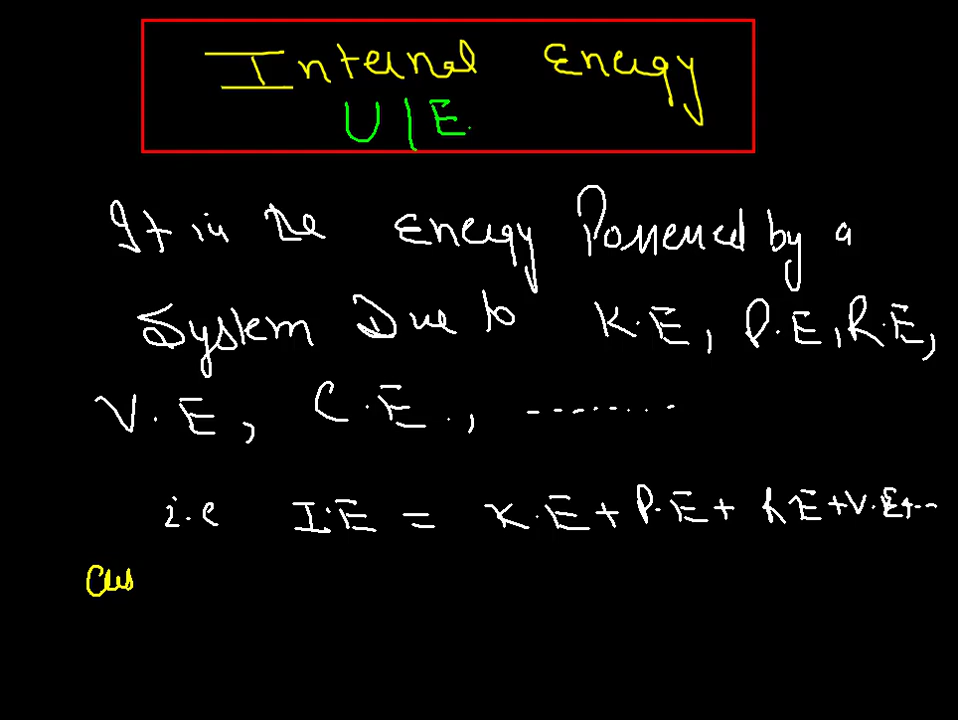 Internal Energy
U/E.
It is the Energy Possessed by a
System Due to K.E, P.E, R.E,
V.E, C.E., ........
i.e I.E = K.E + P.E + R.E + V.E + ...